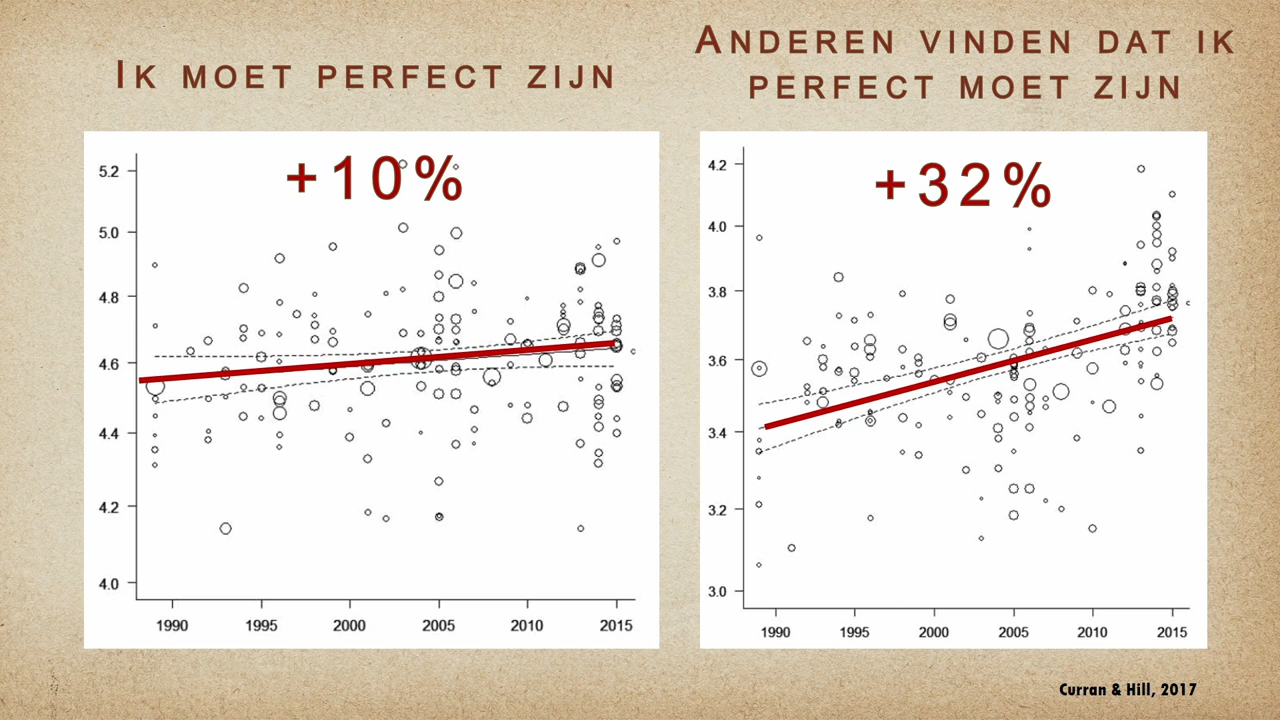 IK MOET PERFECT ZIJN
ANDEREN VINDEN DAT IK
PERFECT MOET ZIJN
+10%
5.2
5.0
4.8
4.6
4.4
4.2
4.0
1990 1995 2000 2005 2010 2015
+32%
4.2
4.0
3.8
3.6
3.4
3.2
3.0
1990 1995 2000 2005 2010 2015
Curran & Hill, 2017